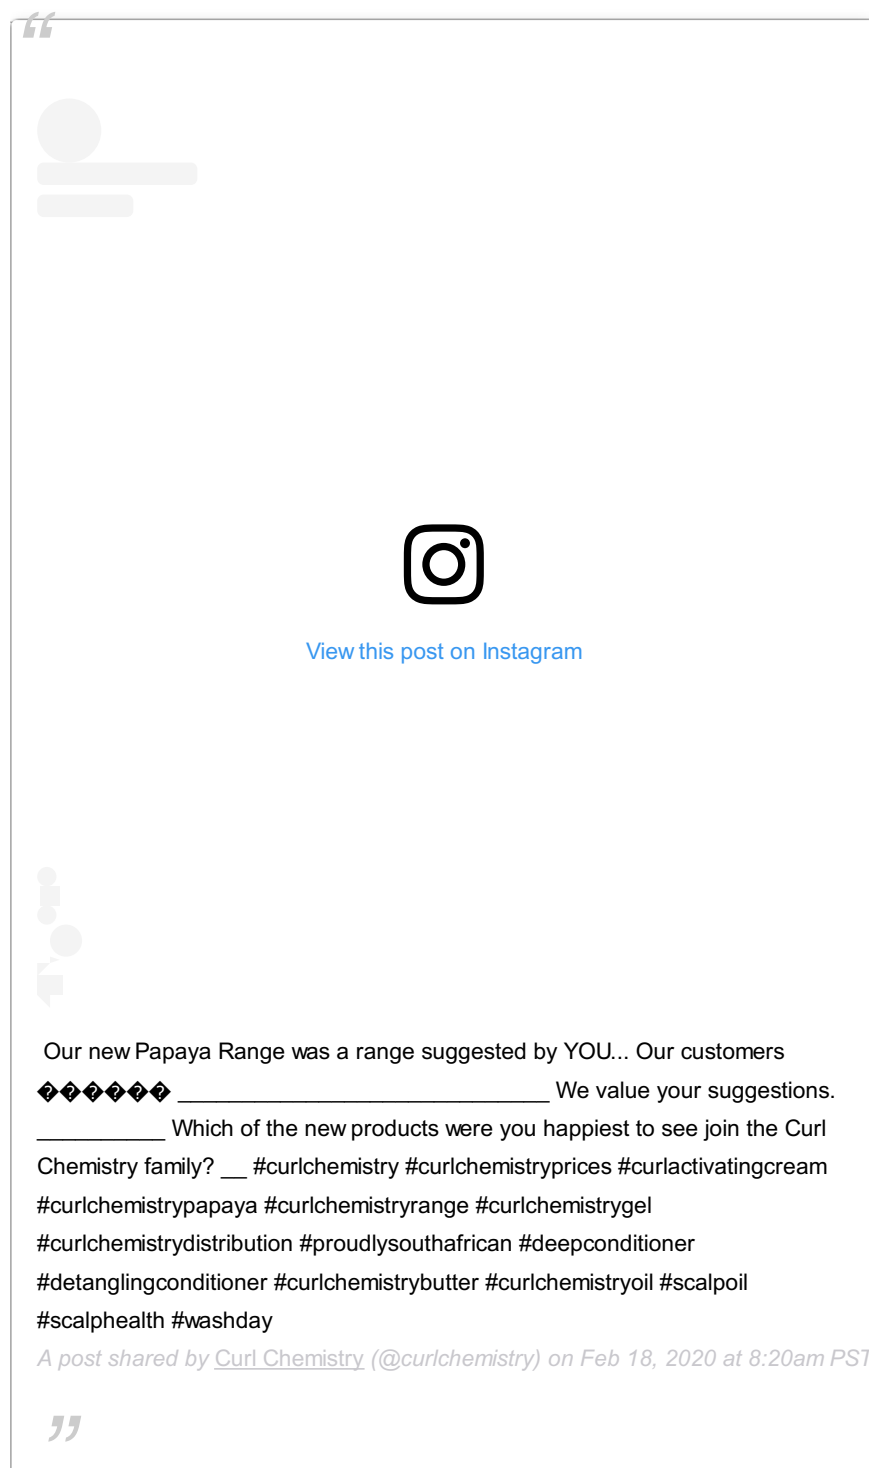 “
View this post on Instagram
Our new Papaya Range was a range suggested by YOU... Our customers
������ _____________________________ We value your suggestions.
__________ Which of the new products were you happiest to see join the Curl
Chemistry family? __ #curlchemistry #curlchemistryprices #curlactivatingcream
#curlchemistrypapaya #curlchemistryrange #curlchemistrygel
#curlchemistrydistribution #proudlysouthafrican #deepconditioner
#detanglingconditioner #curlchemistrybutter #curlchemistryoil #scalpoil
#scalphealth #washday
A post shared by Curl Chemistry (@curlchemistry) on Feb 18, 2020 at 8:20am PST
”